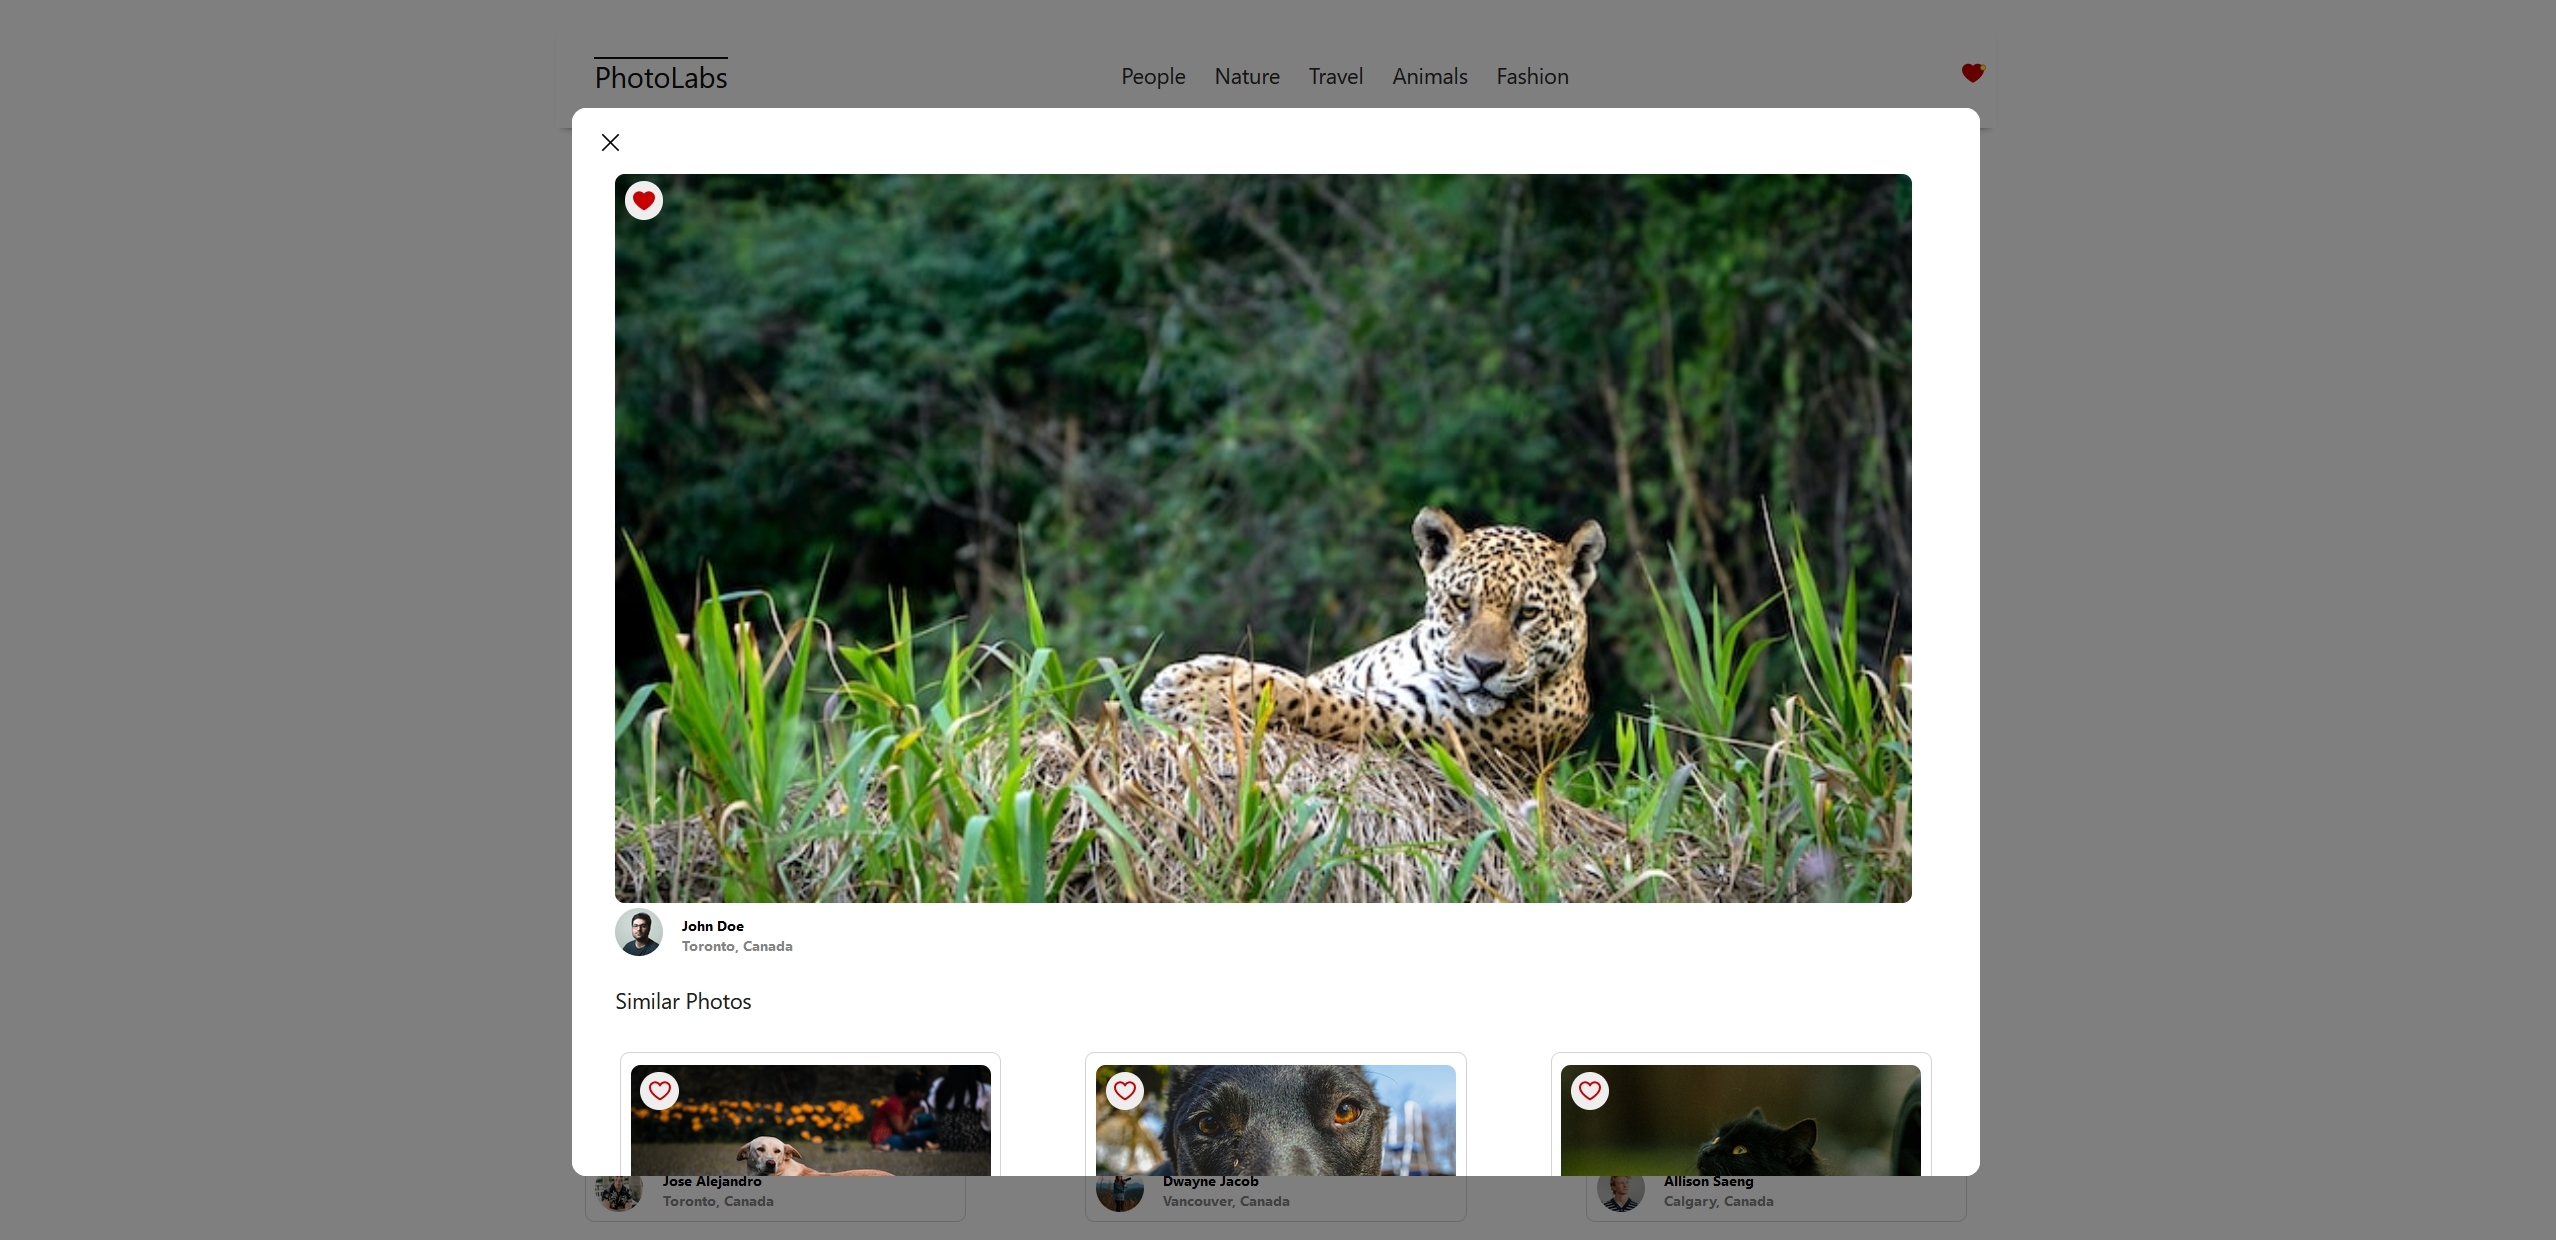 PhotoLabs
People Nature Travel Animals Fashion
John Doe
Toronto, Canada
Similar Photos
Jose Alejandro
Toronto, Canada
Dwayne Jacob
Vancouver, Canada
Allison Saeng
Calgary, Canada